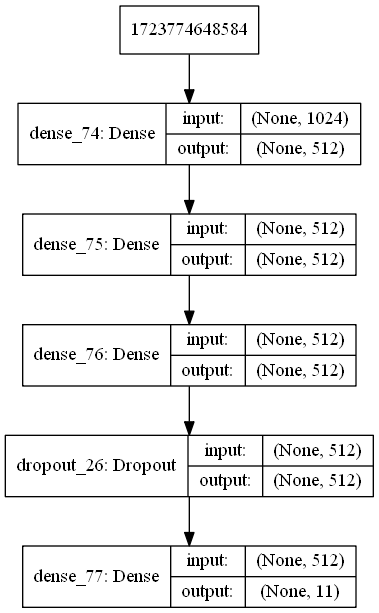 1723774648584
dense_74: Dense
input: (None, 1024)
output: (None, 512)
dense_75: Dense
input: (None, 512)
output: (None, 512)
dense_76: Dense
input: (None, 512)
output: (None, 512)
dropout_26: Dropout
input: (None, 512)
output: (None, 512)
dense_77: Dense
input: (None, 512)
output: (None, 11)